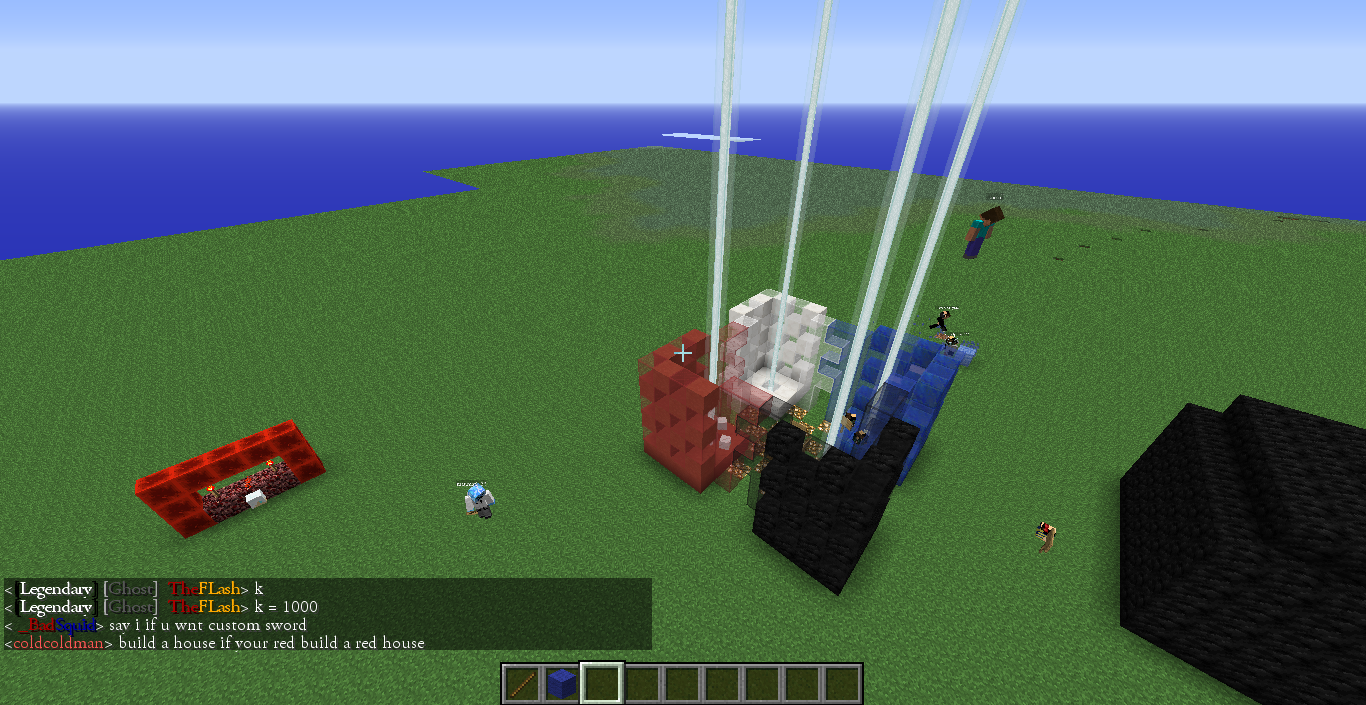 <[Legendary] [Ghost] TheFLash> k
<[Legendary] [Ghost] TheFLash> k = 1000
<__BadSquid> say i if u wnt custom sword
<coldcoldman> build a house if your red build a red house